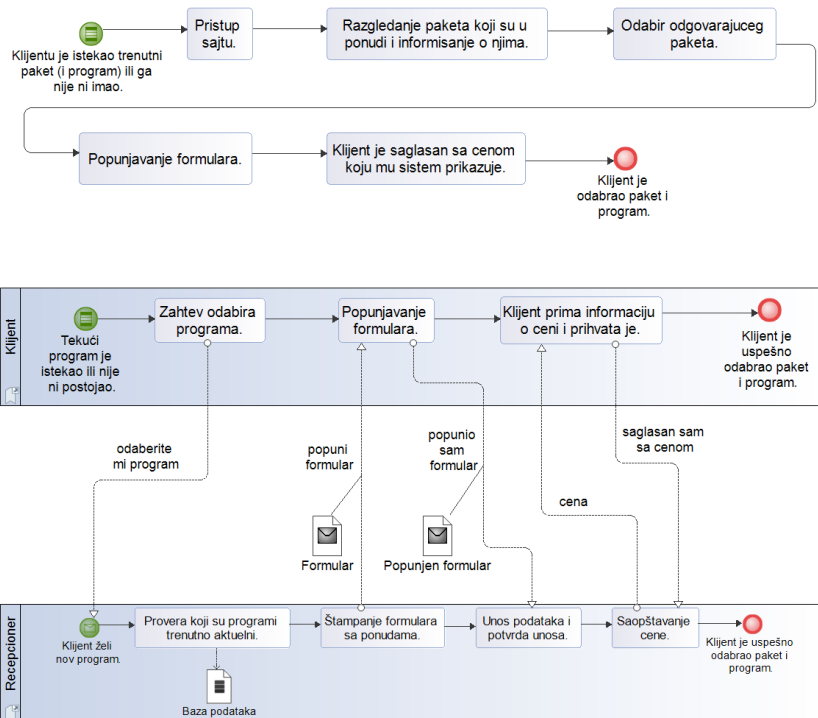 Klijentu je istekao trenutni
paket (i program) ili ga
nije ni imao.
Pristup
sajtu.
Razgledanje paketa koji su u
ponudi i informisanje o njima.
Odabir odgovarajuceg
paketa.
Popunjavanje formulara.
Klijent je saglasan sa cenom
koju mu sistem prikazuje.
Klijent je
odabrao paket i
program.
Klijent
Tekući
program je
istekao ili nije
ni postojao.
Zahtev odabira
programa.
Popunjavanje
formulara.
Klijent prima informaciju
o ceni i prihvata je.
Klijent je
uspešno
odabrao paket
i program.
odaberite
mi program
popuni
formular
popunio
sam
formular
saglasan sam
sa cenom
cena
Formular
Popunjen formular
Recepcioner
Klijent želi
nov program.
Provera koji su programi
trenutno aktuelni.
Štampanje formulara
sa ponudama.
Unos podataka i
potvrda unosa.
Saopštavanje
cene.
Klijent je uspešno
odabrao paket i
program.
Baza podataka